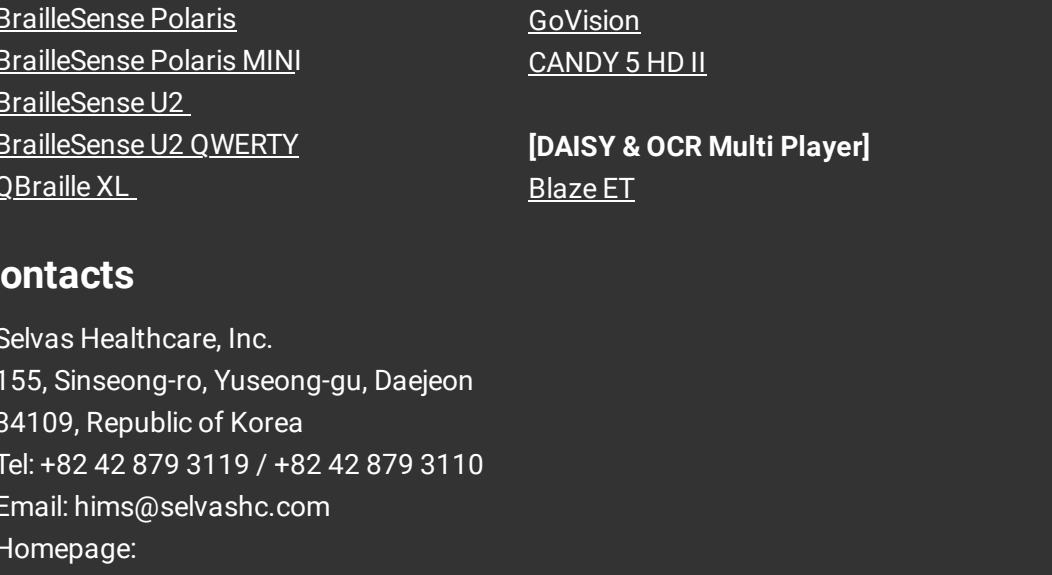 BrailleSense Polaris
BrailleSense Polaris MINI
BrailleSense U2
BrailleSense U2 QWERTY
QBraille XL
GoVision
CANDY 5 HD II
[DAISY & OCR Multi Player]
Blaze ET
ontacts
Selvas Healthcare, Inc.
155, Sinseong-ro, Yuseong-gu, Daejeon
34109, Republic of Korea
Tel: +82 42 879 3119 / +82 42 879 3110
Email: hims@selvashc.com
Homepage: